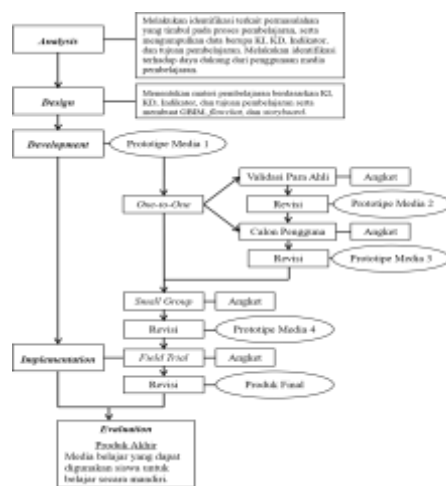 Analysis
Melakukan identifikasi terkait permasalahan
yang timbul pada proses pembelajaran, serta
mengumpulkan data berupa KI, KD, Indikator,
dan tujuan pembelajaran. Melakukan identifikasi
terhadap daya dukung dari penggunaan media
pembelajaran.
Design
Menentukan materi pembelajaran berdasarkan KI,
KD, Indikator, dan tujuan pembelajaran serta
membuat GBIM, dan storyboard.
Development
Prototipe Media 1
One-to-One
Validasi Para Ahli
Angket
Revisi
Prototipe Media 2
Calon Pengguna
Angket
Revisi
Prototipe Media 3
Small Group
Angket
Revisi
Prototipe Media 4
Implementation
Field Trial
Angket
Revisi
Produk Final
Evaluation
Produk Akhir
Media belajar yang dapat
digunakan siswa untuk
belajar secara mandiri.